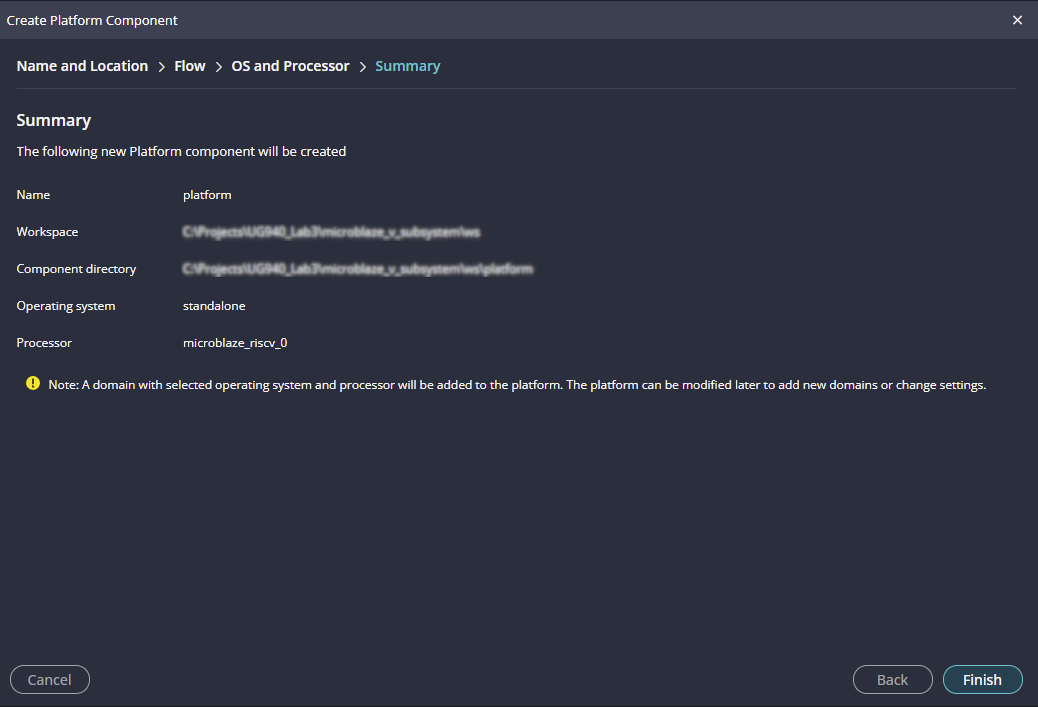 Create Platform Component
Name and Location > Flow > OS and Processor > Summary
Summary
The following new Platform component will be created
Name platform
Workspace C:\Projects\UG940_Lab3\microblaze_v_subsystem\ws
Component directory C:\Projects\UG940_Lab3\microblaze_v_subsystem\ws\platform
Operating system standalone
Processor microblaze_riscv_0
Note: A domain with selected operating system and processor will be added to the platform. The platform can be modified later to add new domains or change settings.
Cancel Back Finish